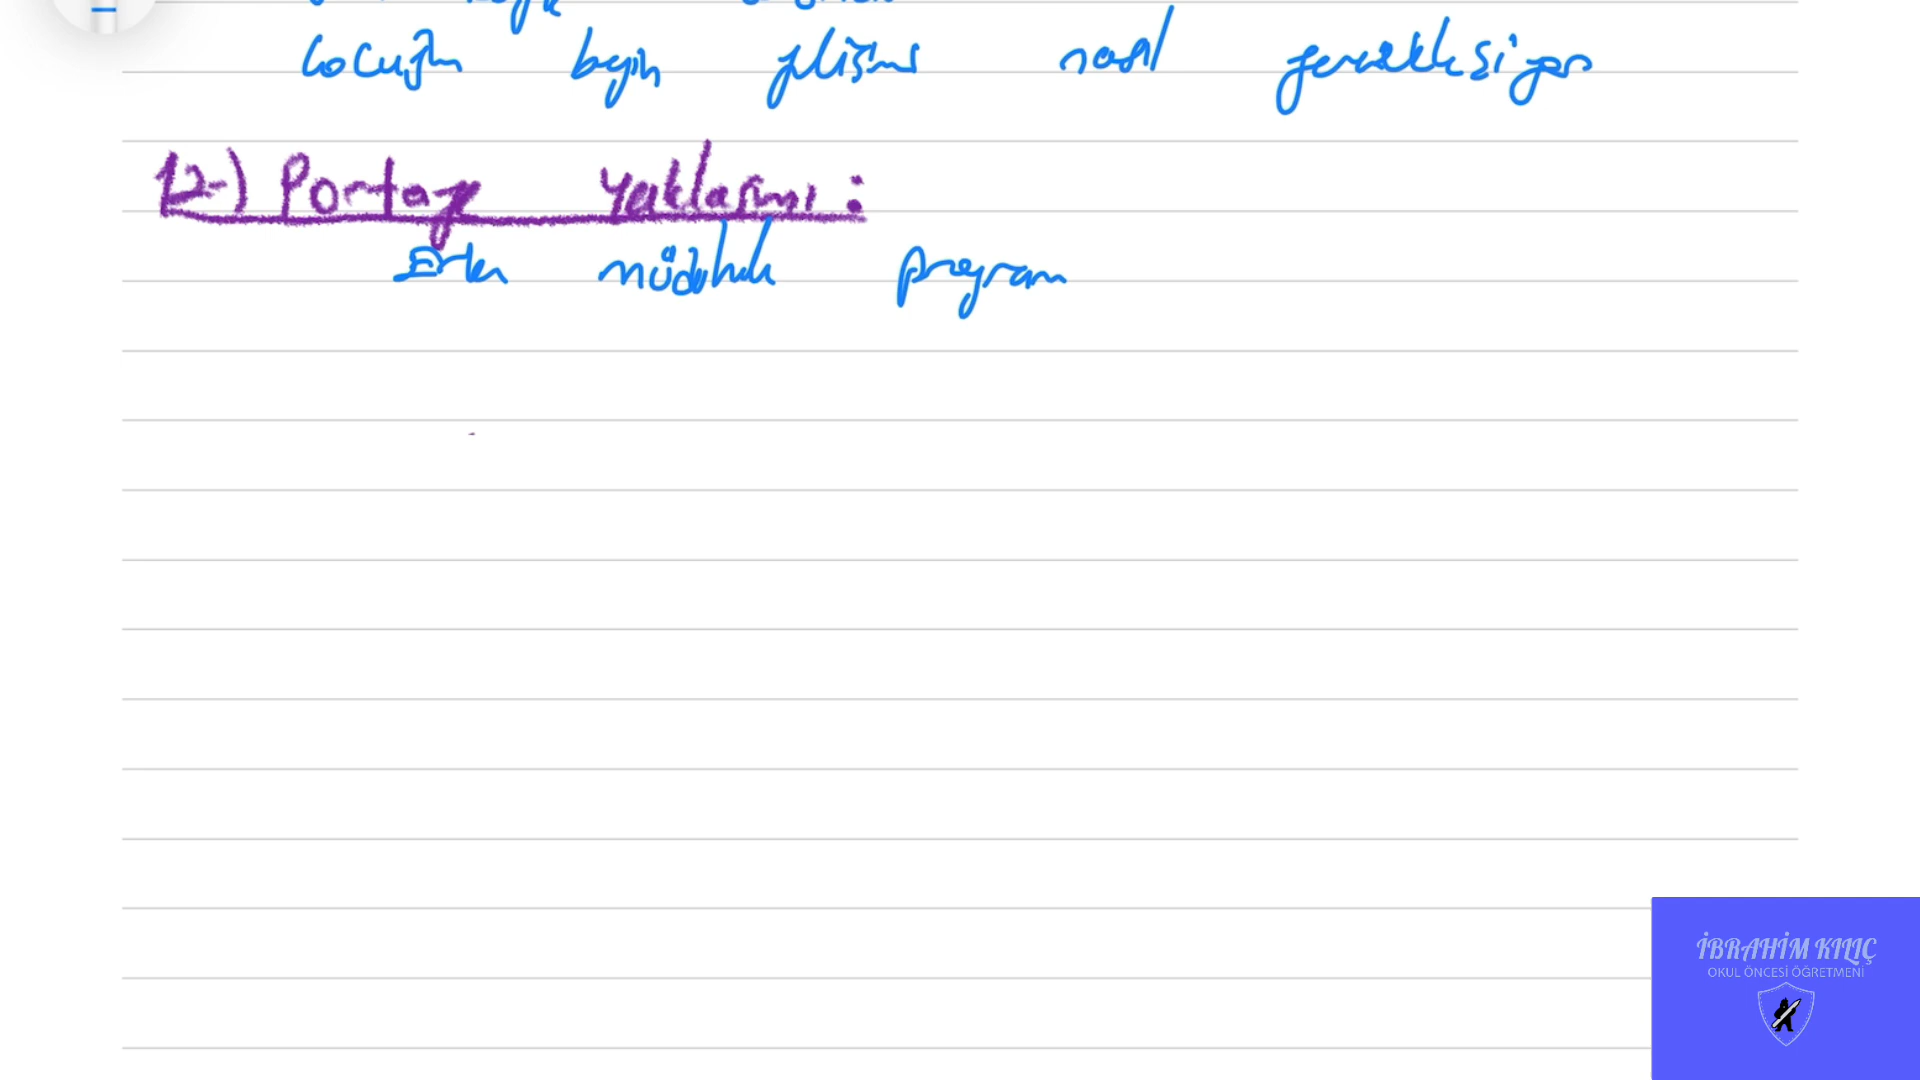 Çocuğun beyin gelişimi nasıl gerçekleşiyor
12-) Portage Yaklaşımı:
Erken müdahale program
İBRAHİM KILIÇ
OKUL ÖNCESİ ÖĞRETMENİ